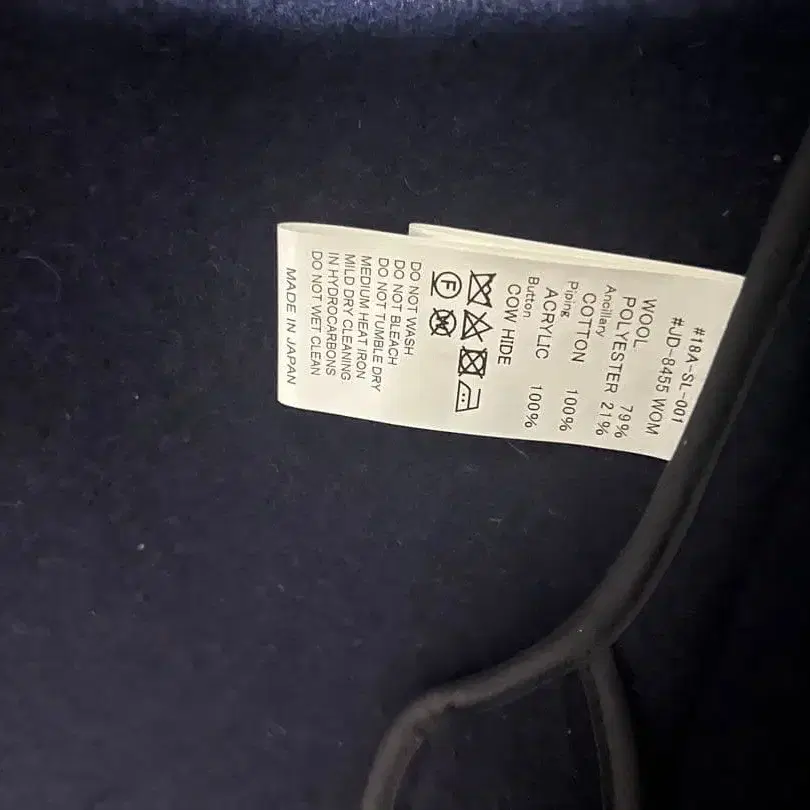 #18A-SL-001
#JD-8455 WOM
WOOL 79%
POLYESTER 21%
Ancillary
COTTON 100%
Piping
ACRYLIC 100%
Button
COW HIDE
F W
DO NOT WASH
DO NOT BLEACH
DO NOT TUMBLE DRY
MEDIUM HEAT IRON
MILD DRY CLEANING
IN HYDROCARBONS
DO NOT WET CLEAN
MADE IN JAPAN